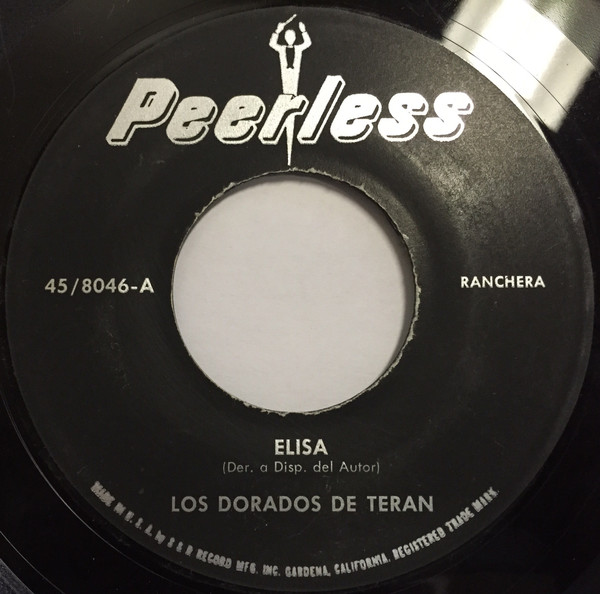 Peerless
45/8046-A
RANCHERA
ELISA
(Der. a Disp. del Autor)
LOS DORADOS DE TERAN
MADE IN U. S. A. by S & R RECORD MFG. INC. GARDENA, CALIFORNIA. REGISTERED TRADE MARK.